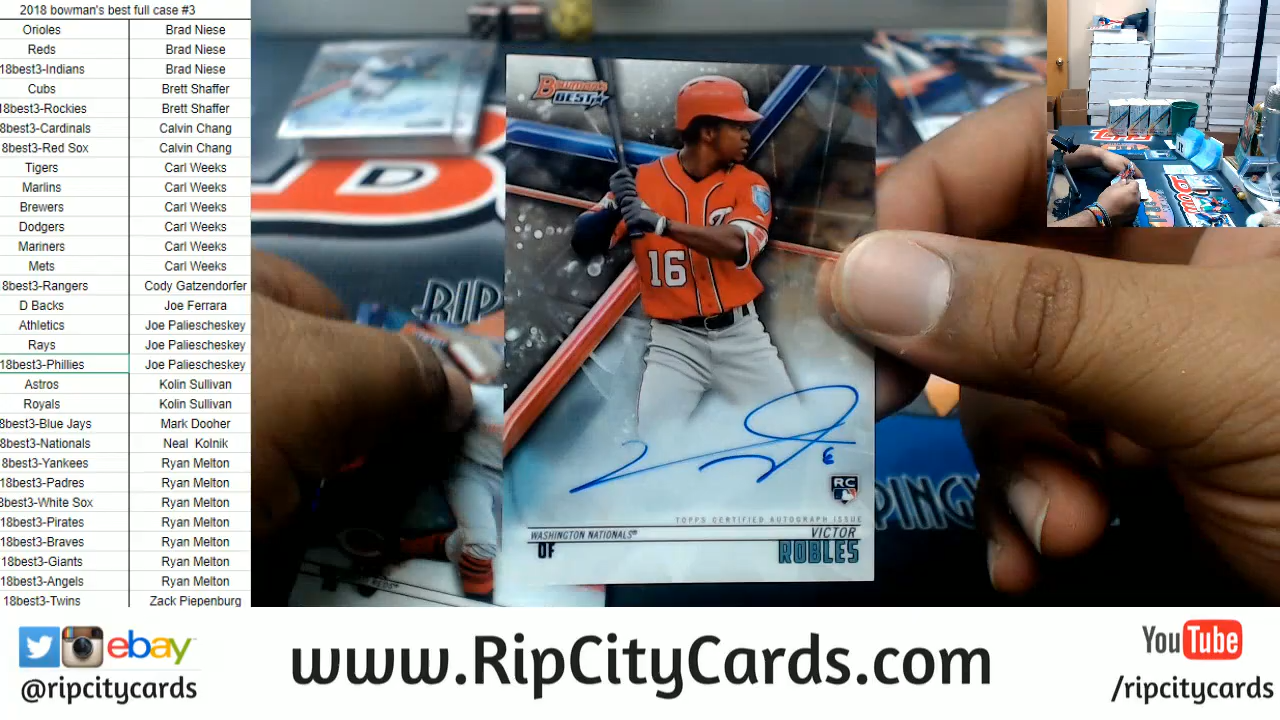 2018 bowman's best full case #3
Orioles Brad Niese
Reds Brad Niese
18best3-Indians Brad Niese
Cubs Brett Shaffer
18best3-Rockies Brett Shaffer
8best3-Cardinals Calvin Chang
8best3-Red Sox Calvin Chang
Tigers Carl Weeks
Marlins Carl Weeks
Brewers Carl Weeks
Dodgers Carl Weeks
Mariners Carl Weeks
Mets Carl Weeks
8best3-Rangers Cody Gatzendorfer
D Backs Joe Ferrara
Athletics Joe Paliescheskey
Rays Joe Paliescheskey
18best3-Phillies Joe Paliescheskey
Astros Kolin Sullivan
Royals Kolin Sullivan
8best3-Blue Jays Mark Dooher
8best3-Nationals Neal Kolnik
8best3-Yankees Ryan Melton
18best3-Padres Ryan Melton
8best3-White Sox Ryan Melton
18best3-Pirates Ryan Melton
18best3-Braves Ryan Melton
18best3-Giants Ryan Melton
18best3-Angels Ryan Melton
18best3-Twins Zack Piepenburg
Bowman's
BEST
16
RC
TOPPS CERTIFIED AUTOGRAPH ISSUE
WASHINGTON NATIONALS®
VICTOR
OF
ROBLES
RIP
PING
ebay
@ripcitycards
www.RipCityCards.com
YouTube
/ripcitycards